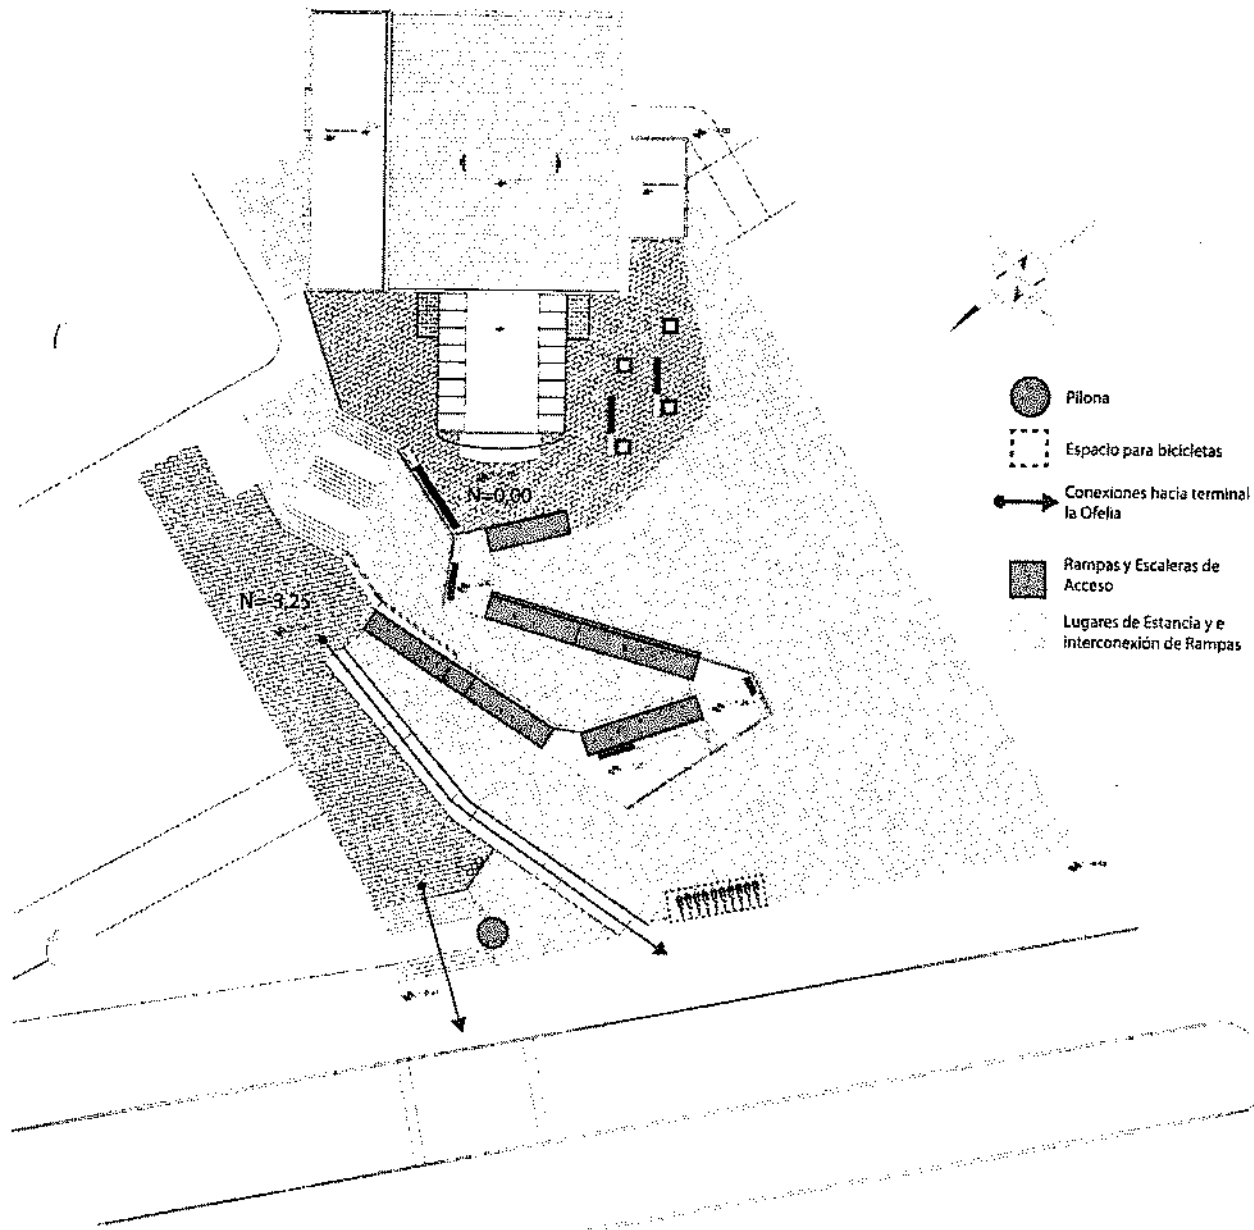 N=0,00
N=-3,25
Pilona
Espacio para bicicletas
Conexiones hacia terminal
la Ofelia
Rampas y Escaleras de
Acceso
Lugares de Estancia y e
interconexión de Rampas